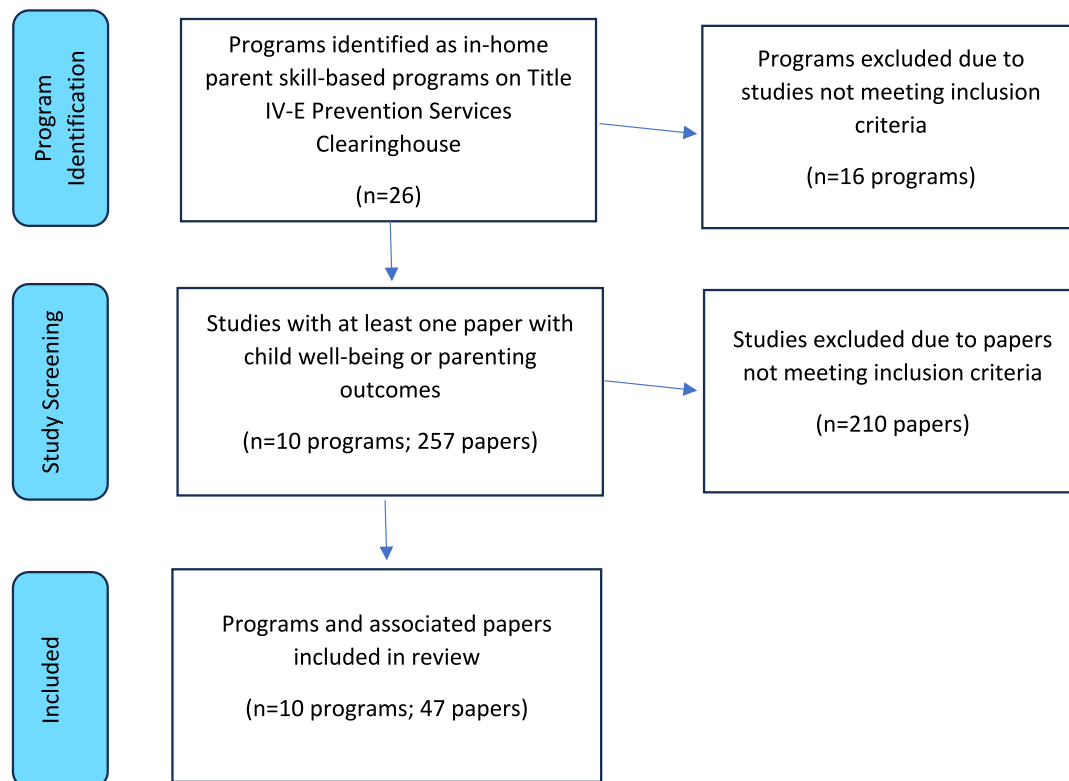 Program
Identification
Programs identified as in-home
parent skill-based programs on Title
IV-E Prevention Services
Clearinghouse
(n=26)
Programs excluded due to
studies not meeting inclusion
criteria
(n=16 programs)
Study Screening
Studies with at least one paper with
child well-being or parenting
outcomes
(n=10 programs; 257 papers)
Studies excluded due to papers
not meeting inclusion criteria
(n=210 papers)
Included
Programs and associated papers
included in review
(n=10 programs; 47 papers)